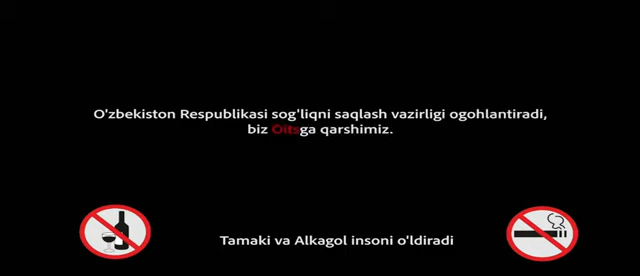 O'zbekiston Respublikasi sog'liqni saqlash vazirligi ogohlantiradi,
biz Oitsga qarshimiz.
Tamaki va Alkagol insoni o'ldiradi